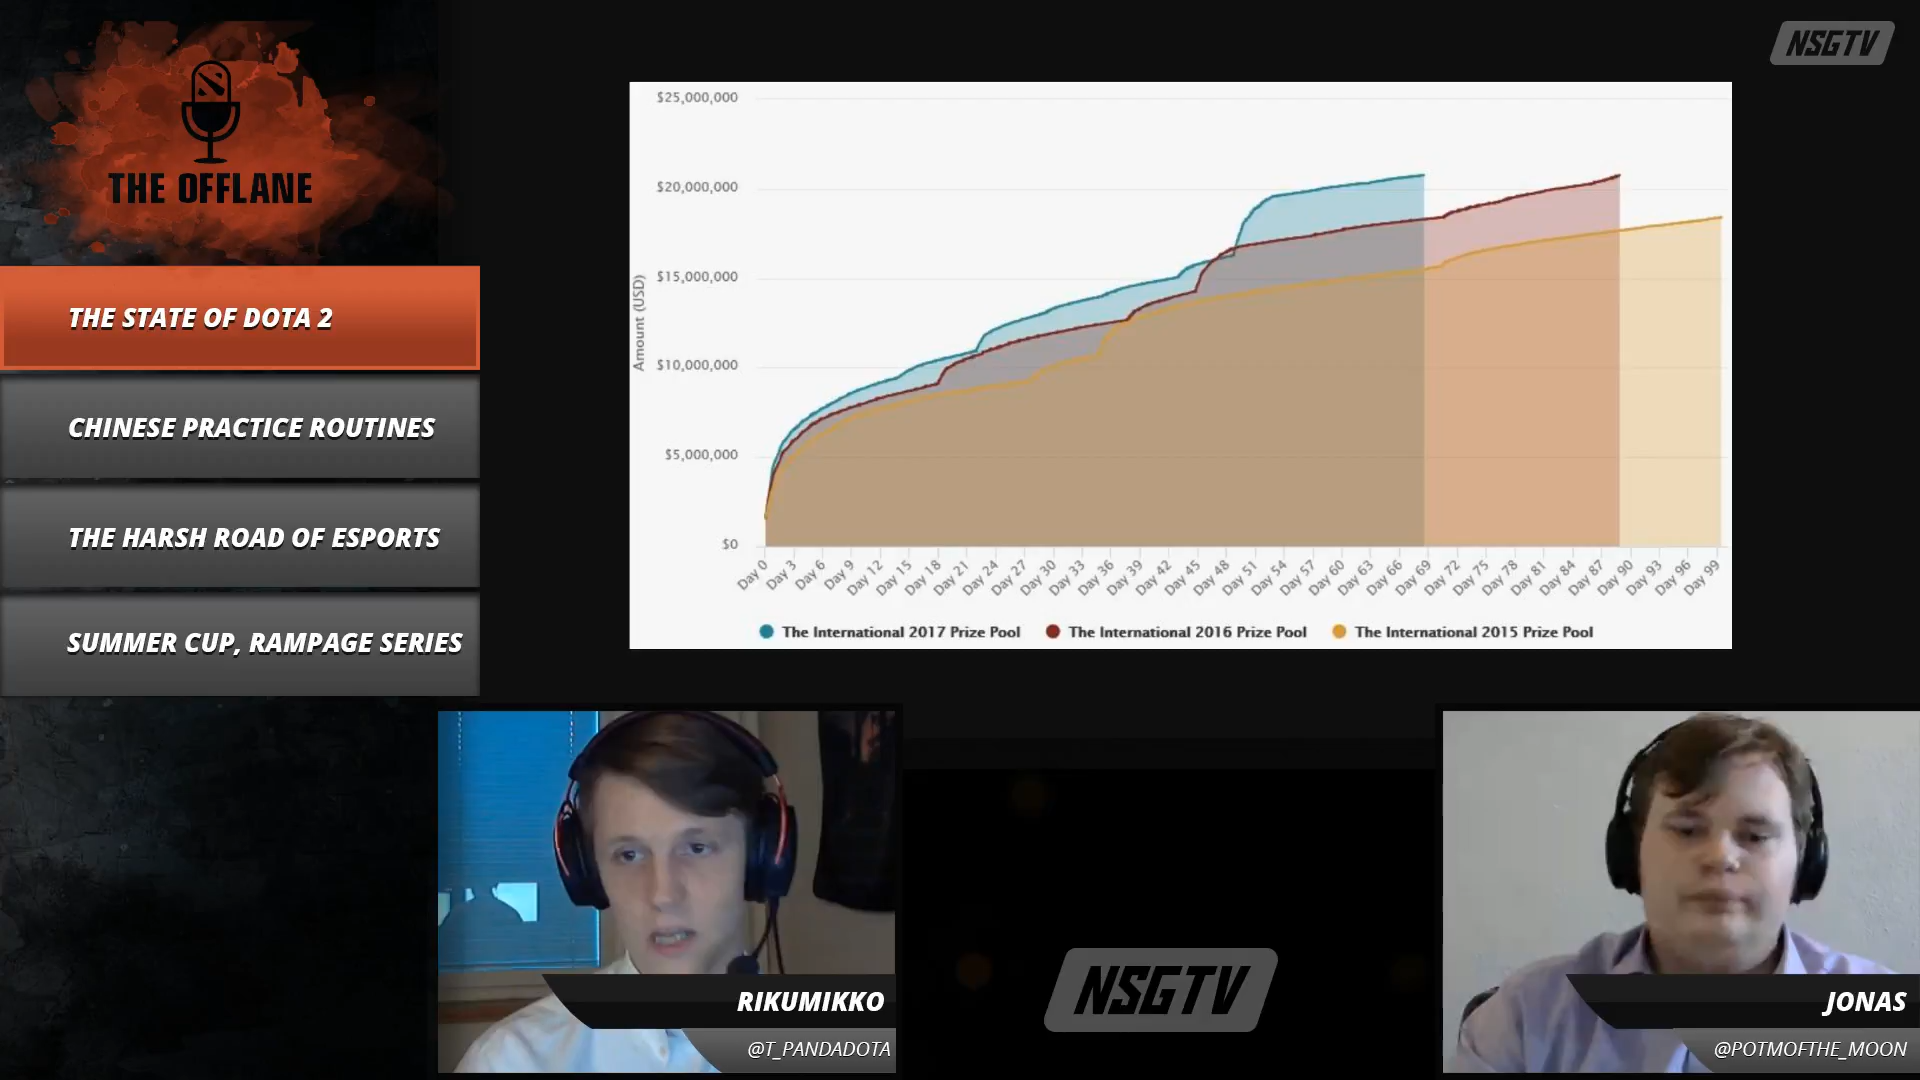 THE OFFLANE
THE STATE OF DOTA 2
CHINESE PRACTICE ROUTINES
THE HARSH ROAD OF ESPORTS
SUMMER CUP, RAMPAGE SERIES
NSGTV
$25,000,000
$20,000,000
$15,000,000
$10,000,000
$5,000,000
$0
Amount (USD)
Day 0
Day 3
Day 6
Day 9
Day 12
Day 15
Day 18
Day 21
Day 24
Day 27
Day 30
Day 33
Day 36
Day 39
Day 42
Day 45
Day 48
Day 51
Day 54
Day 57
Day 60
Day 63
Day 66
Day 69
Day 72
Day 75
Day 78
Day 81
Day 84
Day 87
Day 90
Day 93
Day 96
Day 99
The International 2017 Prize Pool
The International 2016 Prize Pool
The International 2015 Prize Pool
RIKUMIKKO
@T_PANDADOTA
NSGTV
JONAS
@POTMOFTHE_MOON